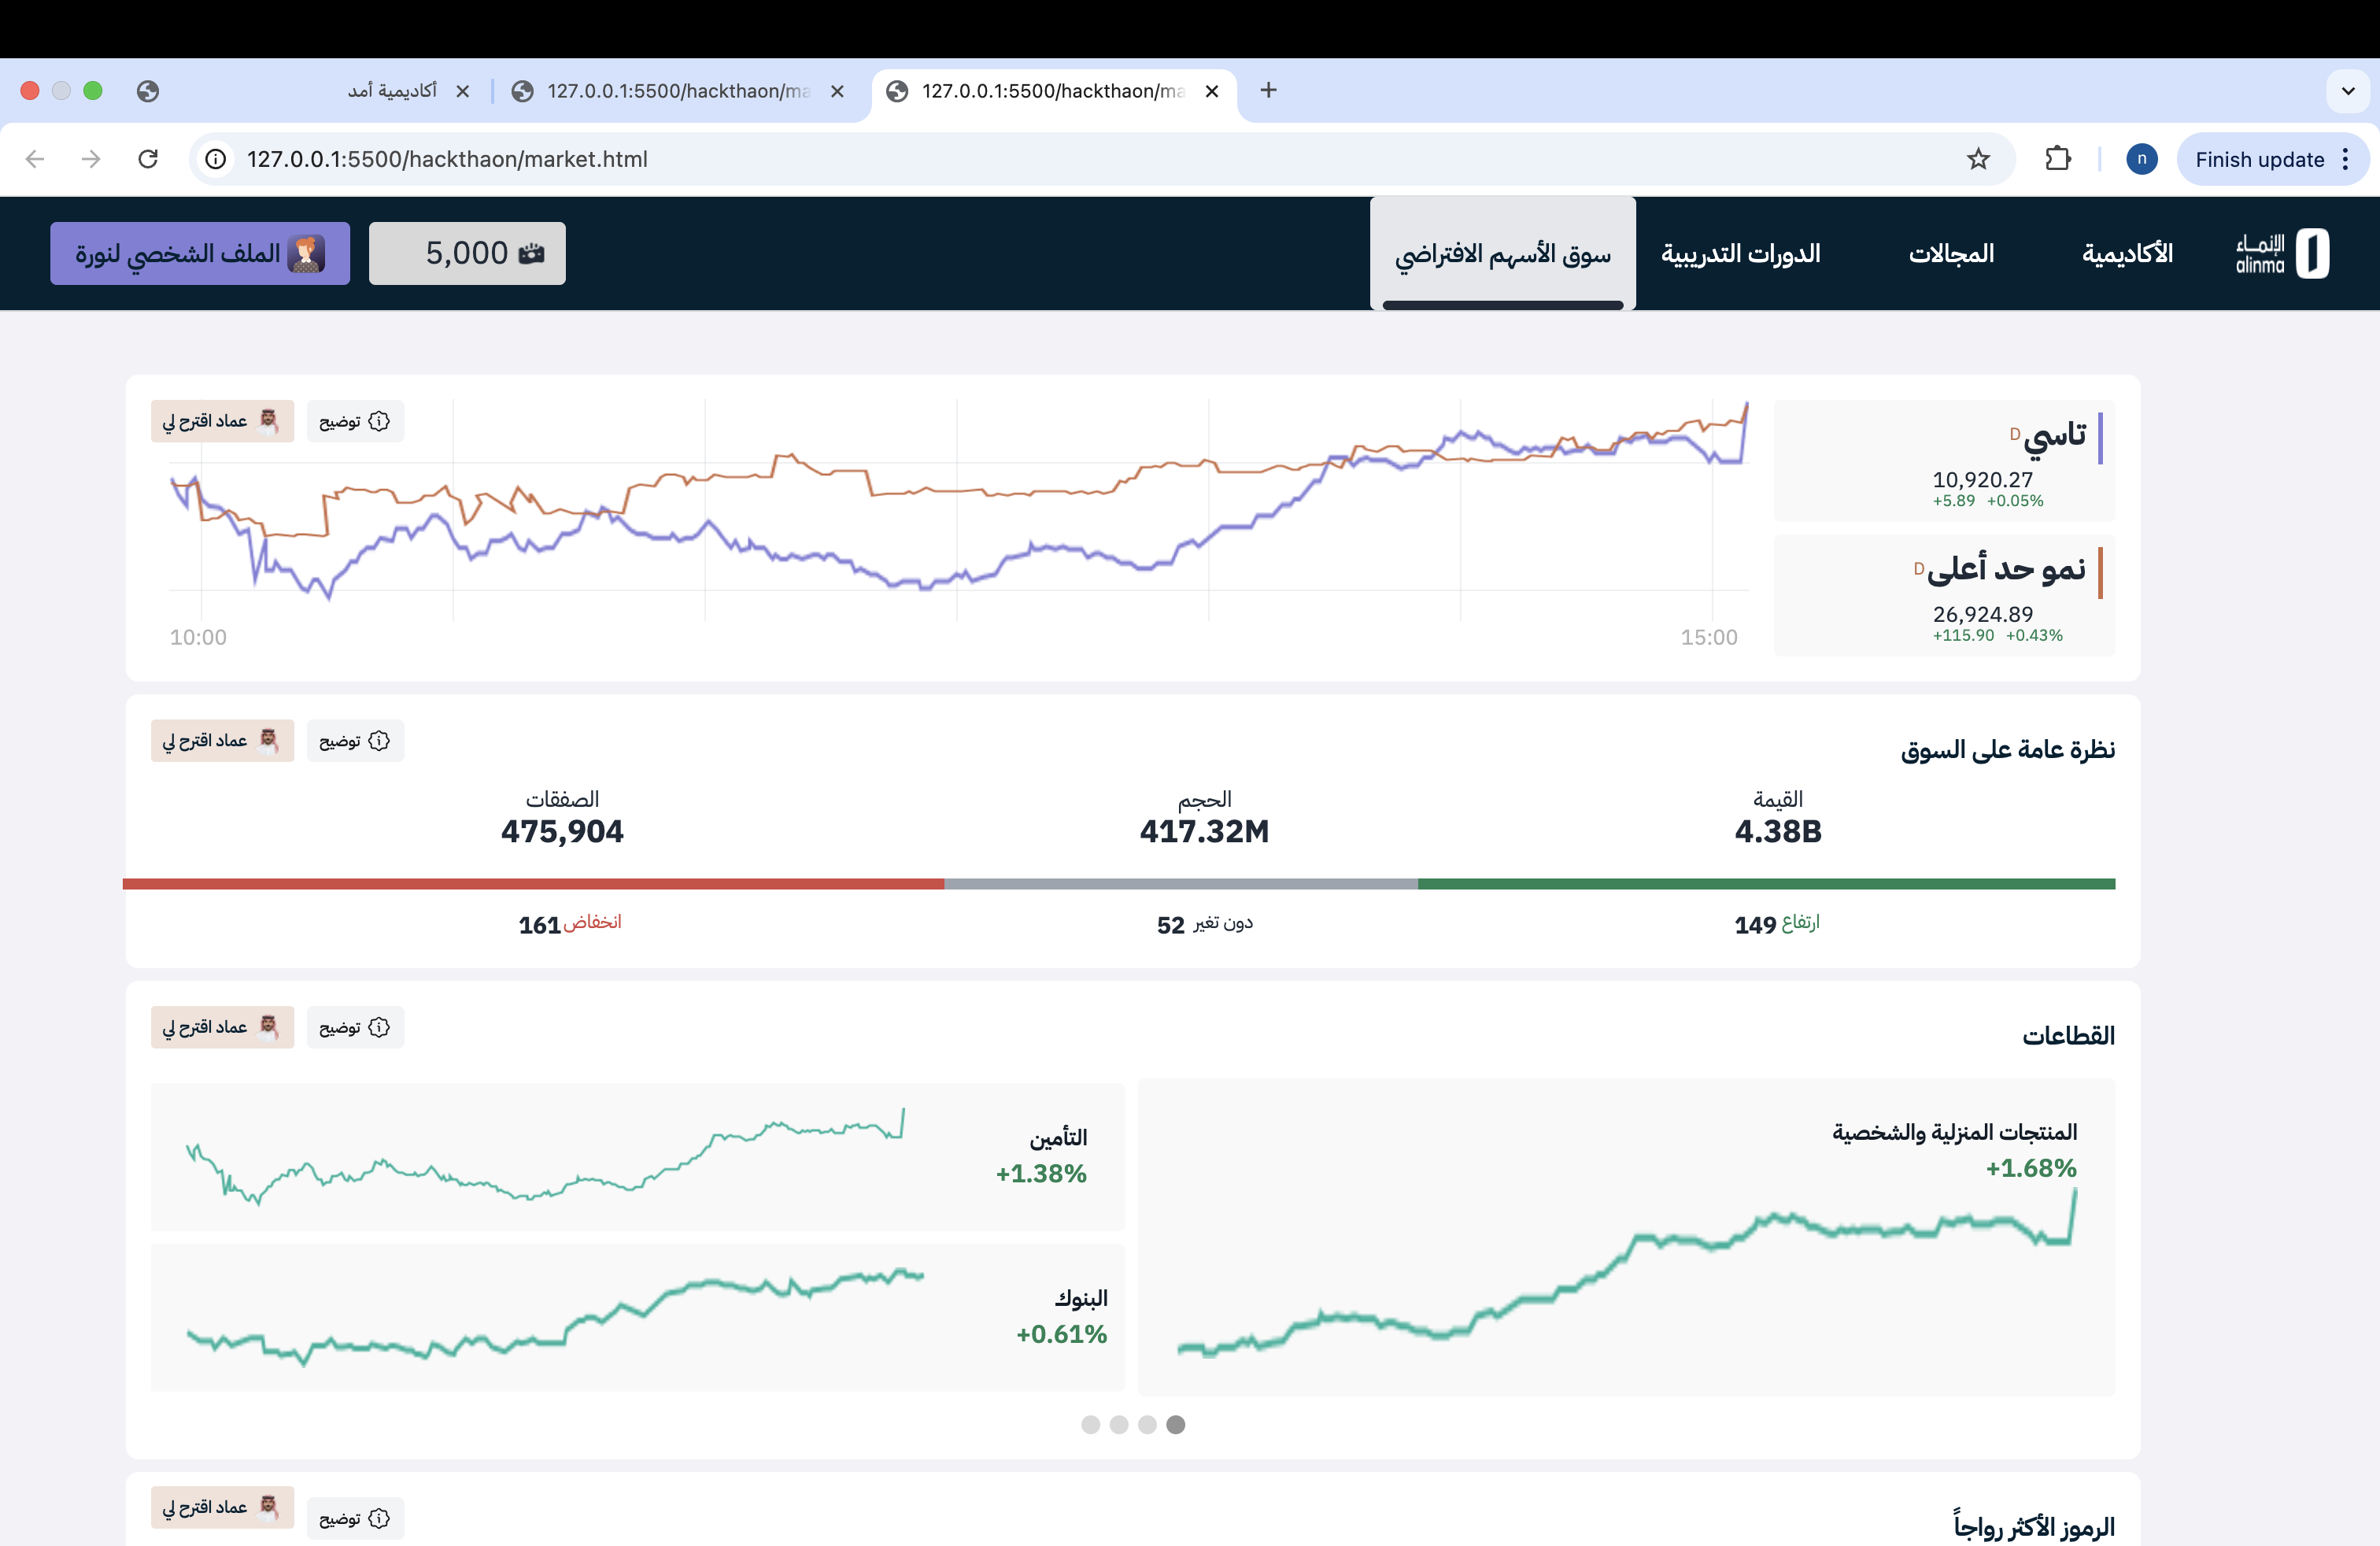 أكاديمية أمد
127.0.0.1:5500/hackthaon/ma
127.0.0.1:5500/hackthaon/ma
127.0.0.1:5500/hackthaon/market.html
n
Finish update
الإنماء
alinma
الأكاديمية
المجالات
الدورات التدريبية
سوق الأسهم الافتراضي
5,000
الملف الشخصي لنورة
تاسي D
10,920.27
+5.89 +0.05%
نمو حد أعلى D
26,924.89
+115.90 +0.43%
توضيح
عماد اقترح لي
10:00
15:00
نظرة عامة على السوق
توضيح
عماد اقترح لي
القيمة
4.38B
الحجم
417.32M
الصفقات
475,904
ارتفاع 149
دون تغير 52
انخفاض 161
القطاعات
توضيح
عماد اقترح لي
المنتجات المنزلية والشخصية
+1.68%
التأمين
+1.38%
البنوك
+0.61%
الرموز الأكثر رواجاً
توضيح
عماد اقترح لي